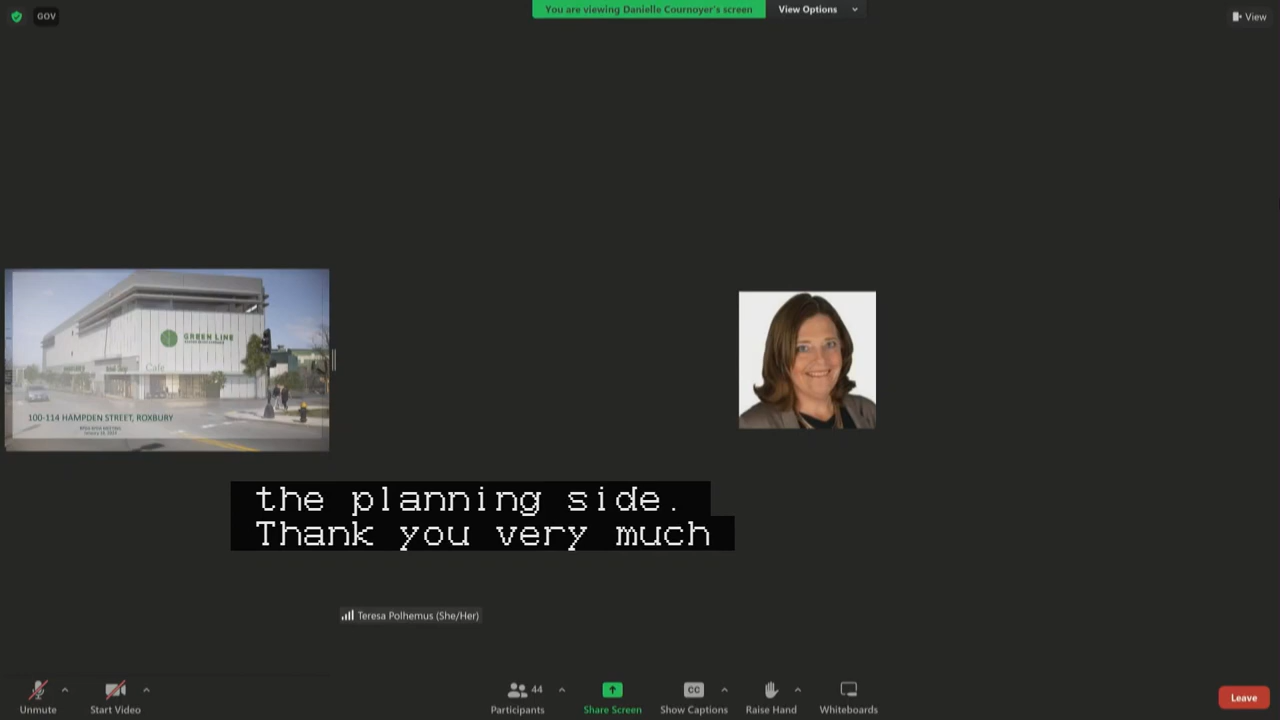 GOV
You are viewing Danielle Cournoyer's screen
View Options
View
GREEN LINE
Cafe
100-114 HAMPDEN STREET, ROXBURY
the planning side.
Thank you very much
Teresa Polhemus (She/Her)
Unmute
Start Video
44
Participants
Share Screen
CC
Show Captions
Raise Hand
Whiteboards
Leave